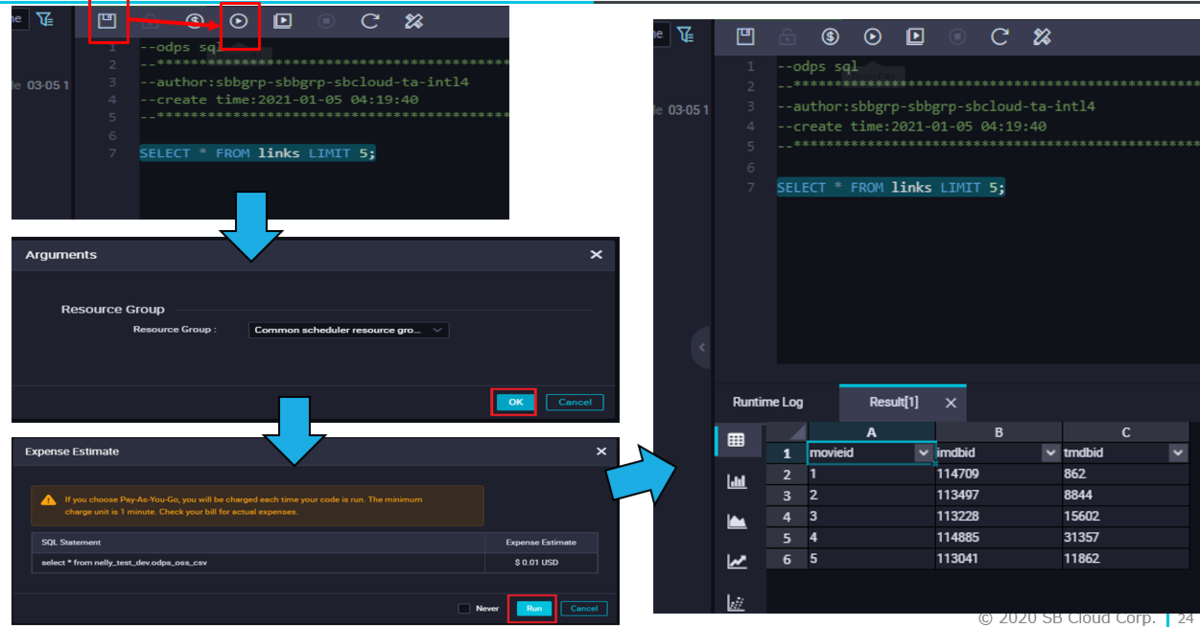 ne
de 03-05 1
1 --odps sql
2 --********************************************
3 --author:sbbgrp-sbbgrp-sbcloud-ta-intl4
4 --create time:2021-01-05 04:19:40
5 --********************************************
6
7 SELECT * FROM links LIMIT 5;
Arguments
Resource Group
Resource Group :
Common scheduler resource gro...
OK
Cancel
Expense Estimate
If you choose Pay-As-You-Go, you will be charged each time your code is run. The minimum
charge unit is 1 minute. Check your bill for actual expenses.
SQL Statement Expense Estimate
select * from nelly_test_dev.odps_oss_csv $ 0.01 USD
Never
Run
Cancel
ne
de 03-05 1
1 --odps sql
2 --************************************************
3 --author:sbbgrp-sbbgrp-sbcloud-ta-intl4
4 --create time:2021-01-05 04:19:40
5 --************************************************
6
7 SELECT * FROM links LIMIT 5;
Runtime Log Result[1]
A B C
1 movieid imdbid tmdbid
2 1 114709 862
3 2 113497 8844
4 3 113228 15602
5 4 114885 31357
6 5 113041 11862
© 2020 SB Cloud Corp. 24